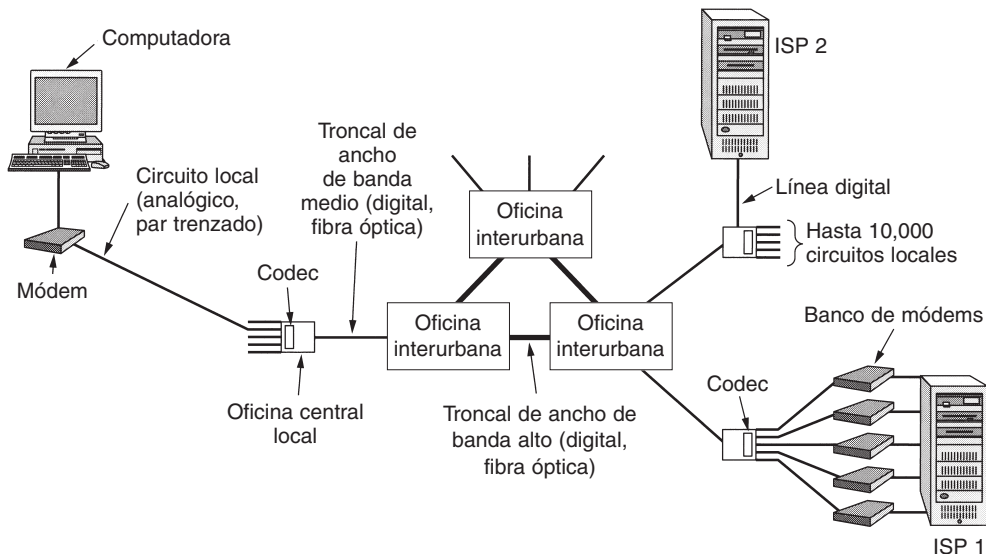 Computadora
ISP 2
Troncal de
ancho
de banda
medio (digital,
fibra óptica)
Circuito local
(analógico,
par trenzado)
Línea digital
Oficina
interurbana
Hasta 10,000
circuitos locales
Módem
Codec
Oficina
interurbana
Oficina
interurbana
Banco de módems
Codec
Oficina central
local
Troncal de ancho de
banda alto (digital,
fibra óptica)
ISP 1